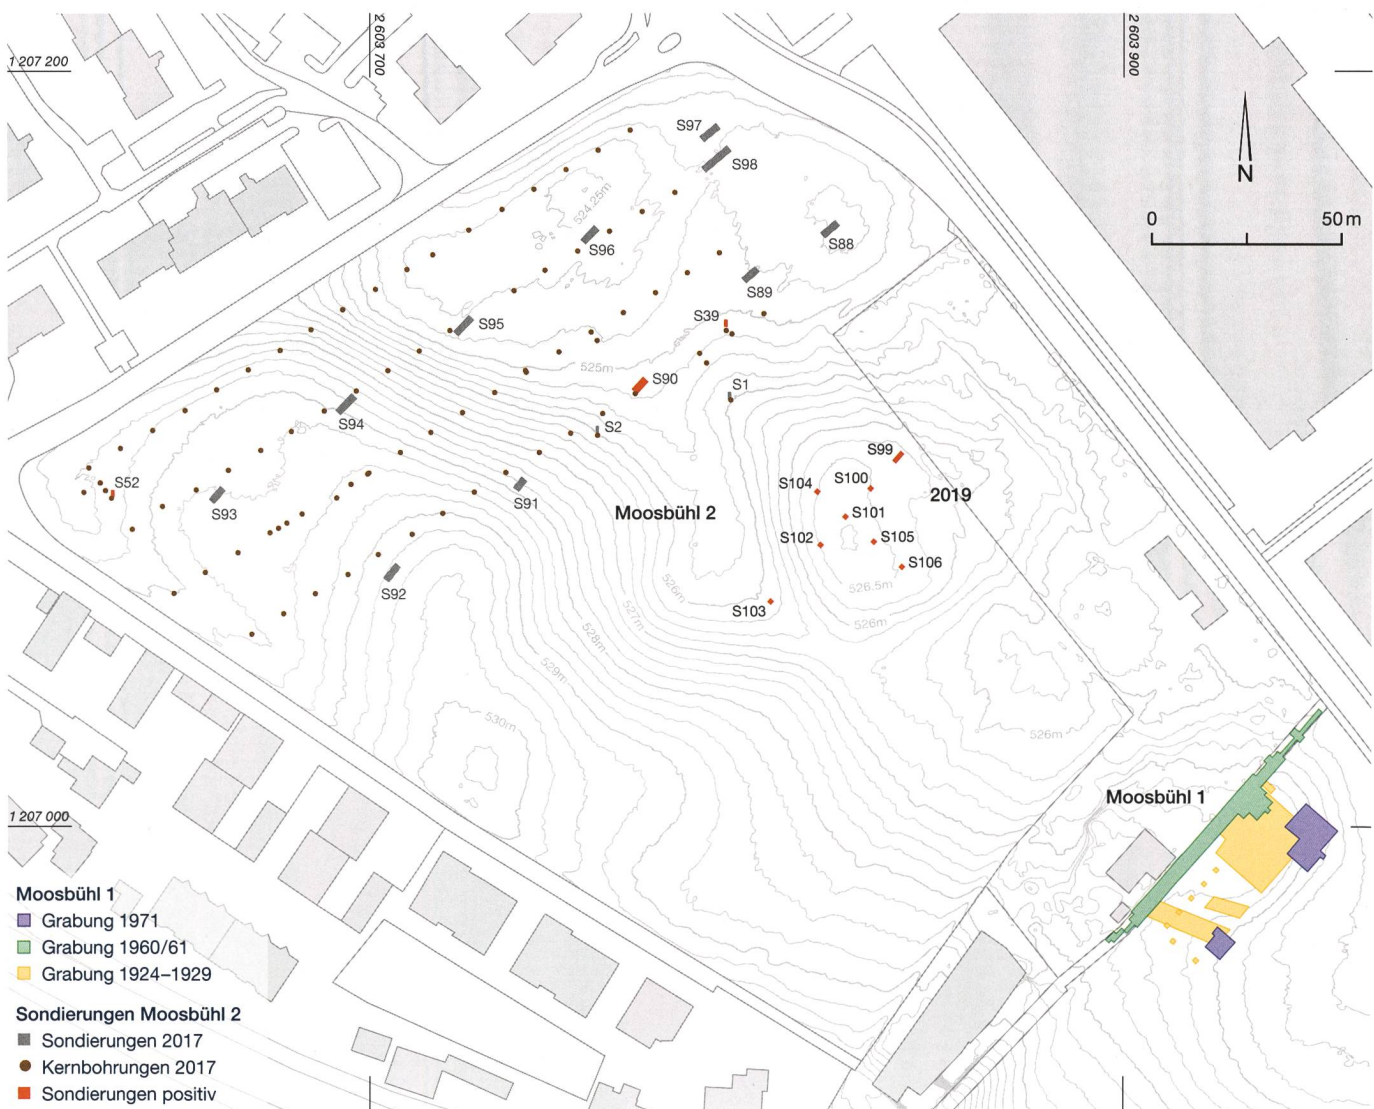 2 603 700
2 603 900
1 207 200
N
0 50 m
S97
S98
524.25m
S96
S88
S89
S95
S39
525m
S90
S1
S94
S2
S99
S52
S104
S100
2019
S93
S91
Moosbühl 2
S101
S102
S105
S106
S92
526m
526.5m
S103
527m
526m
528m
529m
530m
526m
Moosbühl 1
1 207 000
Moosbühl 1
Grabung 1971
Grabung 1960/61
Grabung 1924–1929
Sondierungen Moosbühl 2
Sondierungen 2017
Kernbohrungen 2017
Sondierungen positiv